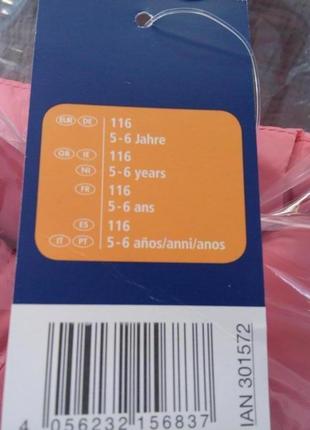 EUR DE 116
5-6 Jahre
GB IE 116
NI 5-6 years
FR 116
5-6 ans
ES 116
IT PT 5-6 años/anni/anos
4 056232 156837
IAN 301572